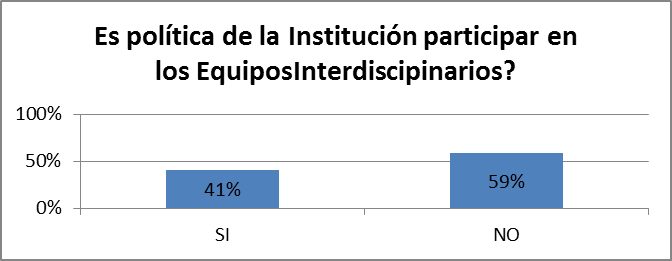 Es política de la Institución participar en
los EquiposInterdiscipinarios?
100%
50%
0%
41%
59%
SI
NO